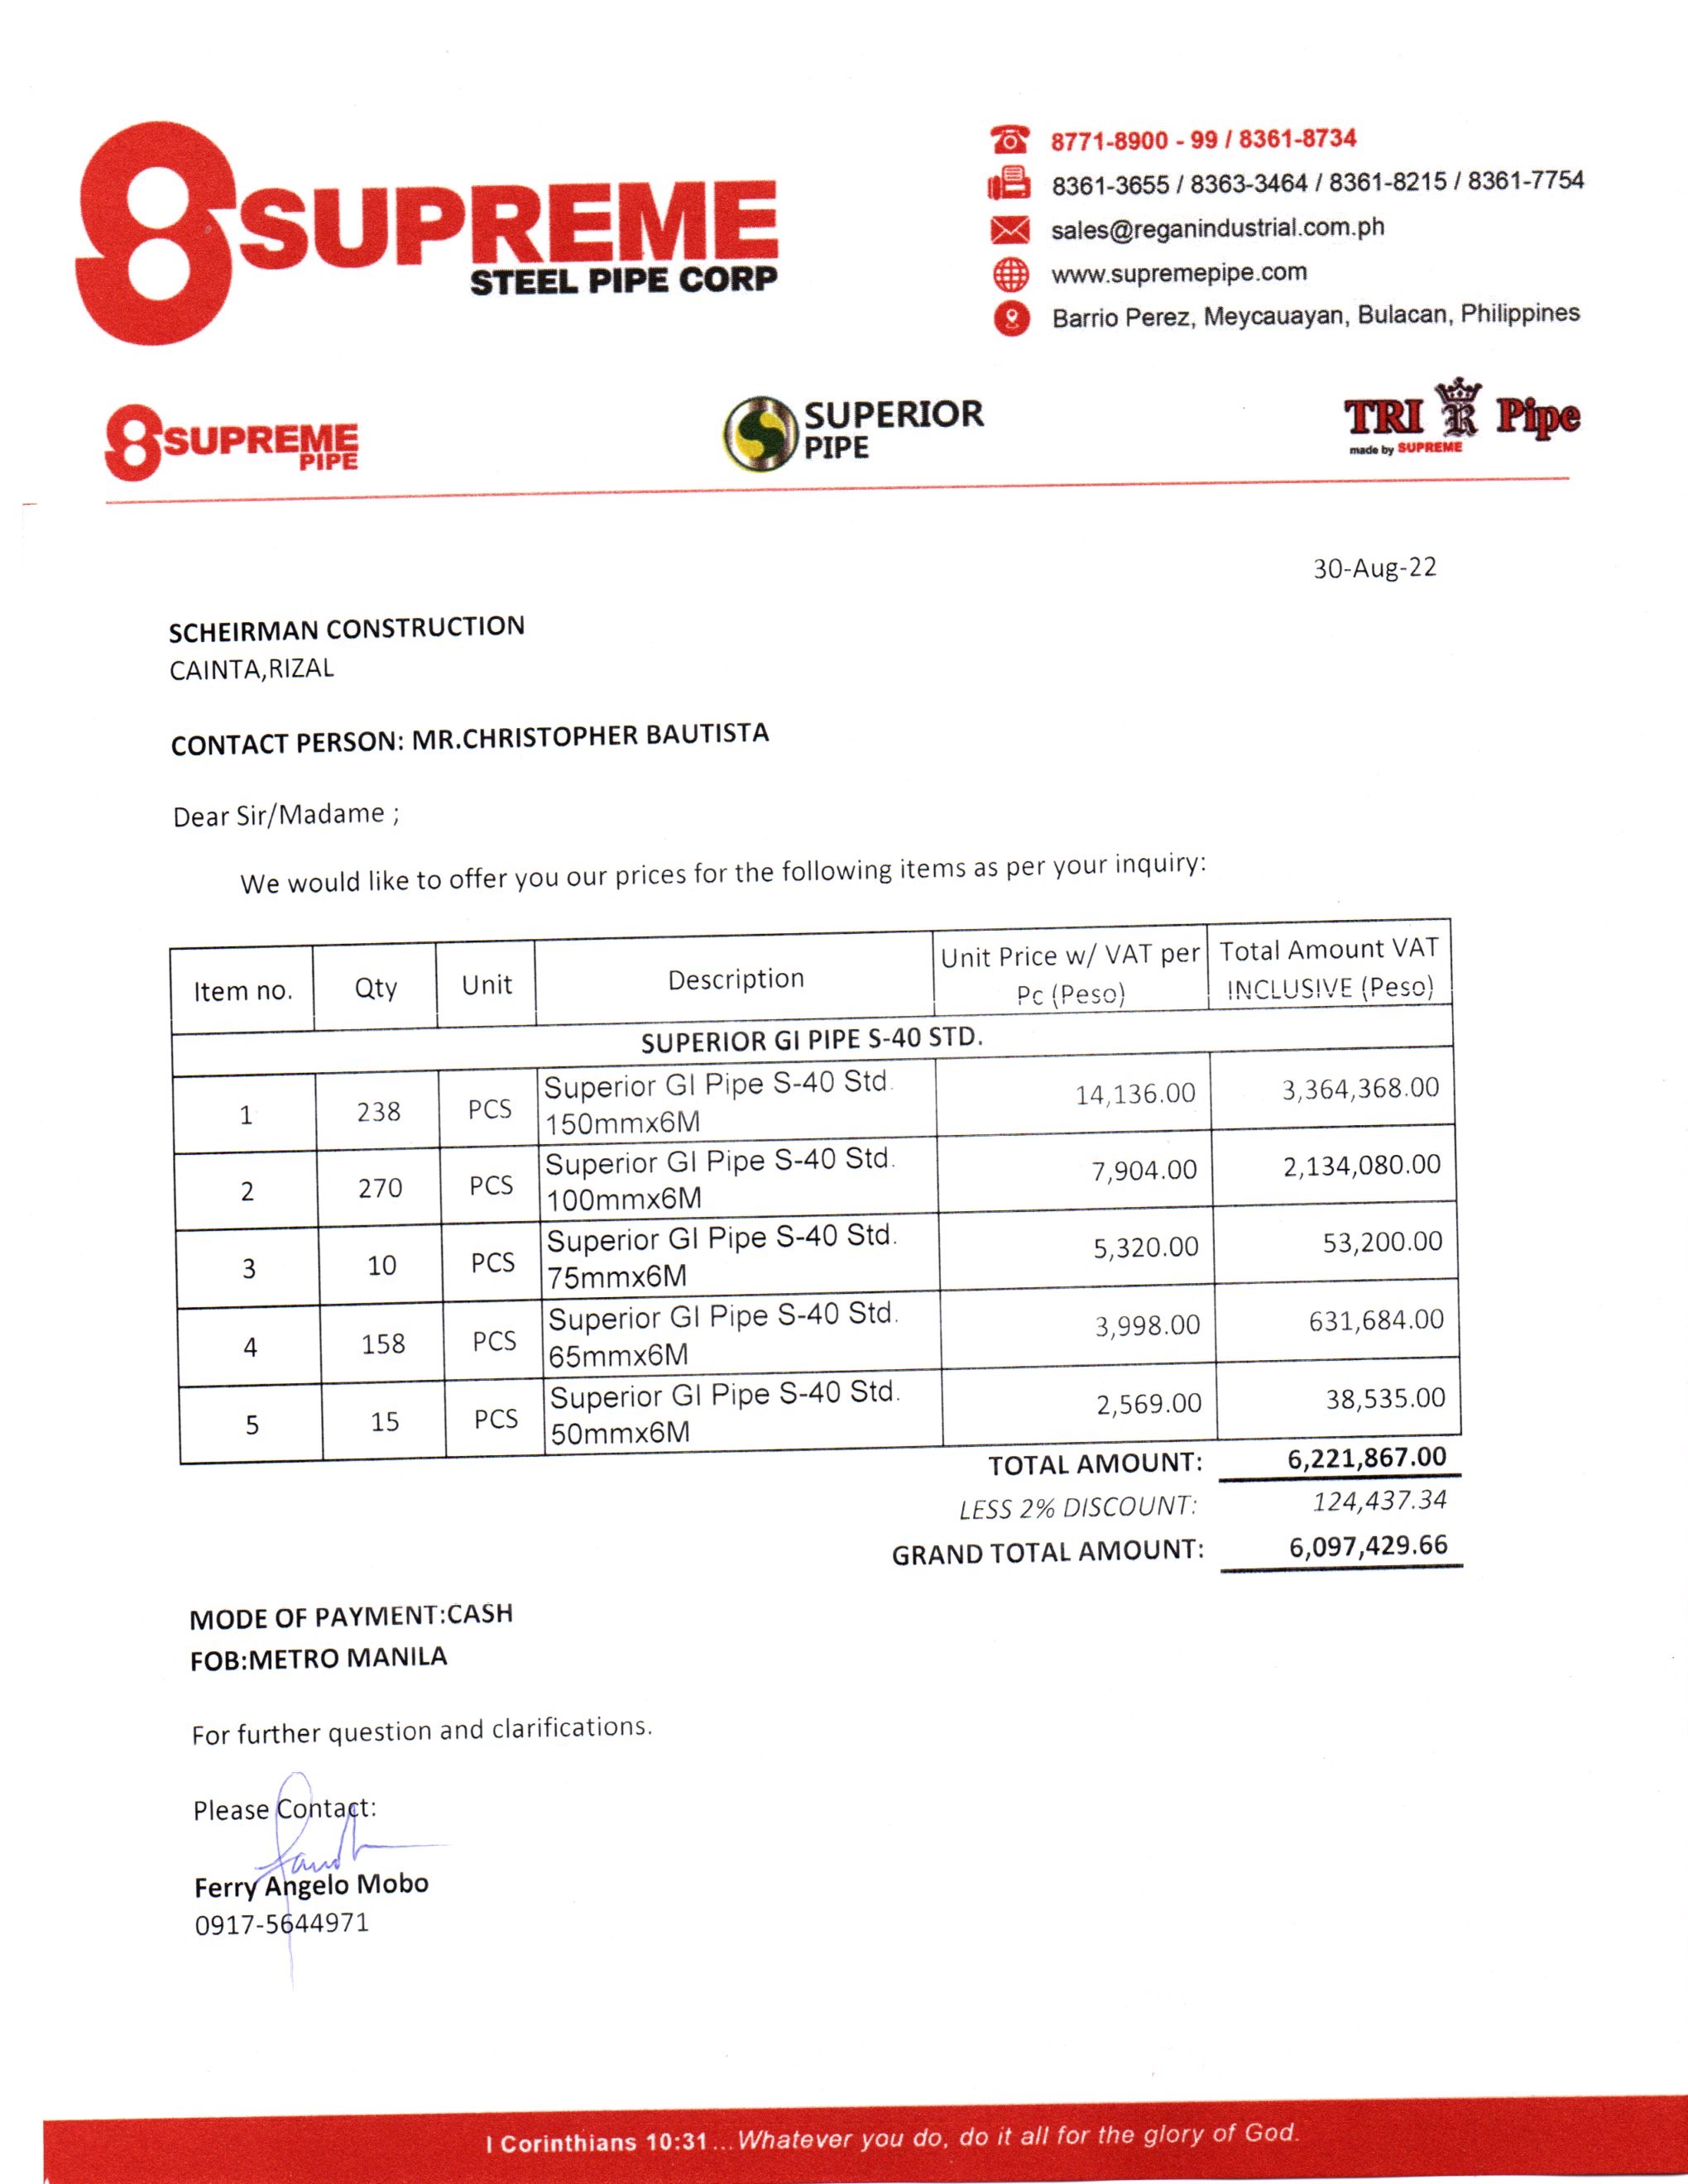 8SUPREME
STEEL PIPE CORP
8771-8900 - 99 / 8361-8734
8361-3655 / 8363-3464 / 8361-8215 / 8361-7754
sales@reganindustrial.com.ph
www.supremepipe.com
Barrio Perez, Meycauayan, Bulacan, Philippines
8SUPREME
PIPE
SUPERIOR
PIPE
TRI R Pipe
made by SUPREME
30-Aug-22
SCHEIRMAN CONSTRUCTION
CAINTA,RIZAL
CONTACT PERSON: MR.CHRISTOPHER BAUTISTA
Dear Sir/Madame ;
We would like to offer you our prices for the following items as per your inquiry:
Item no. Qty Unit Description Unit Price w/ VAT per Pc (Peso) Total Amount VAT INCLUSIVE (Peso)
SUPERIOR GI PIPE S-40 STD.
1 238 PCS Superior GI Pipe S-40 Std. 150mmx6M 14,136.00 3,364,368.00
2 270 PCS Superior GI Pipe S-40 Std. 100mmx6M 7,904.00 2,134,080.00
3 10 PCS Superior GI Pipe S-40 Std. 75mmx6M 5,320.00 53,200.00
4 158 PCS Superior GI Pipe S-40 Std. 65mmx6M 3,998.00 631,684.00
5 15 PCS Superior GI Pipe S-40 Std. 50mmx6M 2,569.00 38,535.00
TOTAL AMOUNT: 6,221,867.00
LESS 2% DISCOUNT: 124,437.34
GRAND TOTAL AMOUNT: 6,097,429.66
MODE OF PAYMENT:CASH
FOB:METRO MANILA
For further question and clarifications.
Please Contact:
Ferry Angelo Mobo
0917-5644971
I Corinthians 10:31...Whatever you do, do it all for the glory of God.